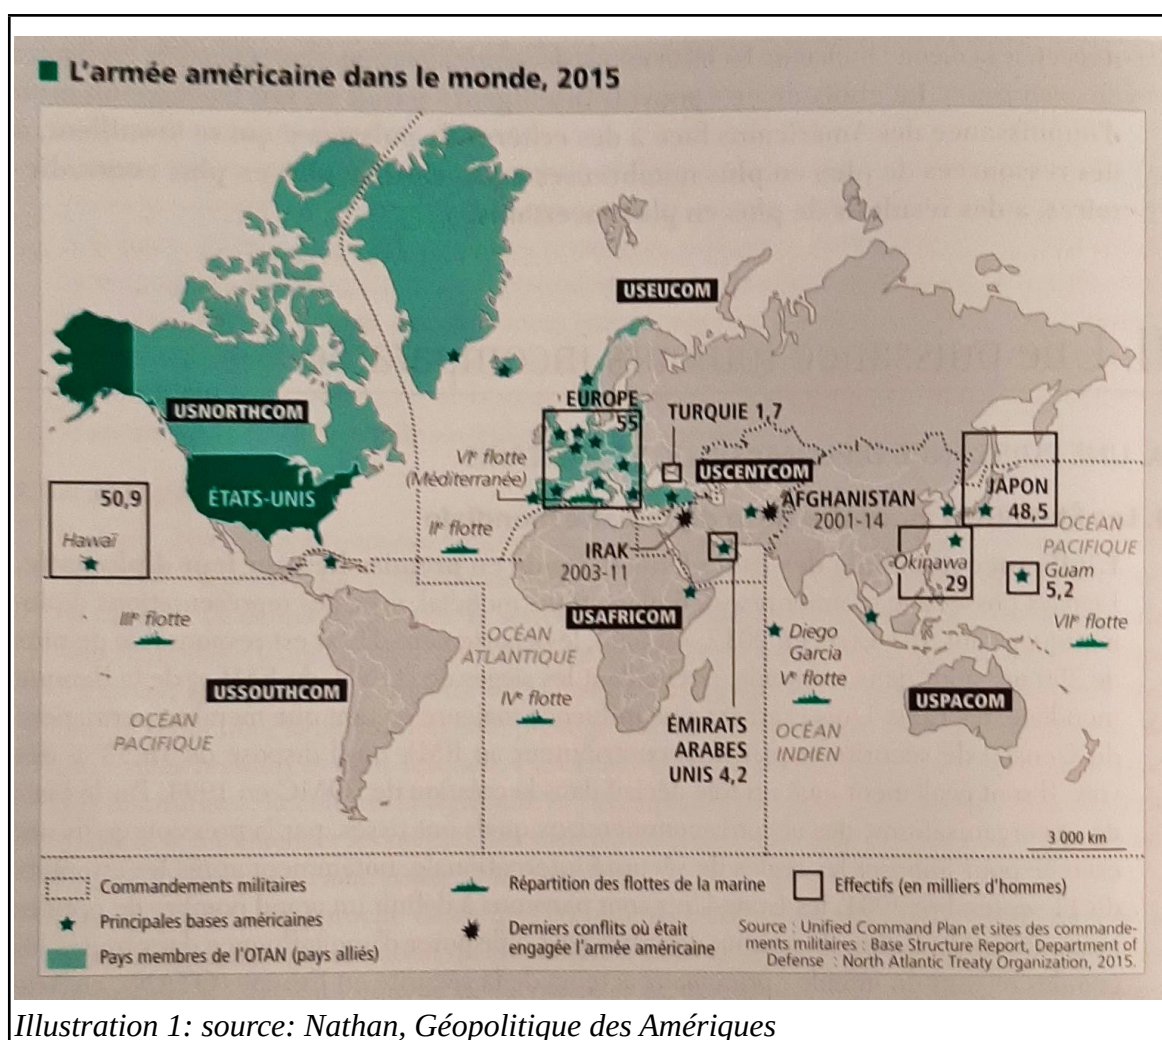 L'armée américaine dans le monde, 2015
USEUCOM
USNORTHCOM
EUROPE
55
TURQUIE 1,7
VIe flotte
(Méditerranée)
USCENTCOM
ÉTATS-UNIS
50,9
Hawaï
AFGHANISTAN
2001-14
JAPON
48,5
OCÉAN
PACIFIQUE
IIe flotte
IRAK
2003-11
Okinawa
29
Guam
5,2
IIIe flotte
USAFRICOM
VIIe flotte
OCÉAN
ATLANTIQUE
Diego
Garcia
Ve flotte
USSOUTHCOM
IVe flotte
USPACOM
OCÉAN
PACIFIQUE
ÉMIRATS
ARABES
UNIS 4,2
OCÉAN
INDIEN
3 000 km
Commandements militaires
Principales bases américaines
Pays membres de l'OTAN (pays alliés)
Répartition des flottes de la marine
Derniers conflits où était
engagée l'armée américaine
Effectifs (en milliers d'hommes)
Source : Unified Command Plan et sites des commande-
ments militaires : Base Structure Report, Department of
Defense : North Atlantic Treaty Organization, 2015.
Illustration 1: source: Nathan, Géopolitique des Amériques